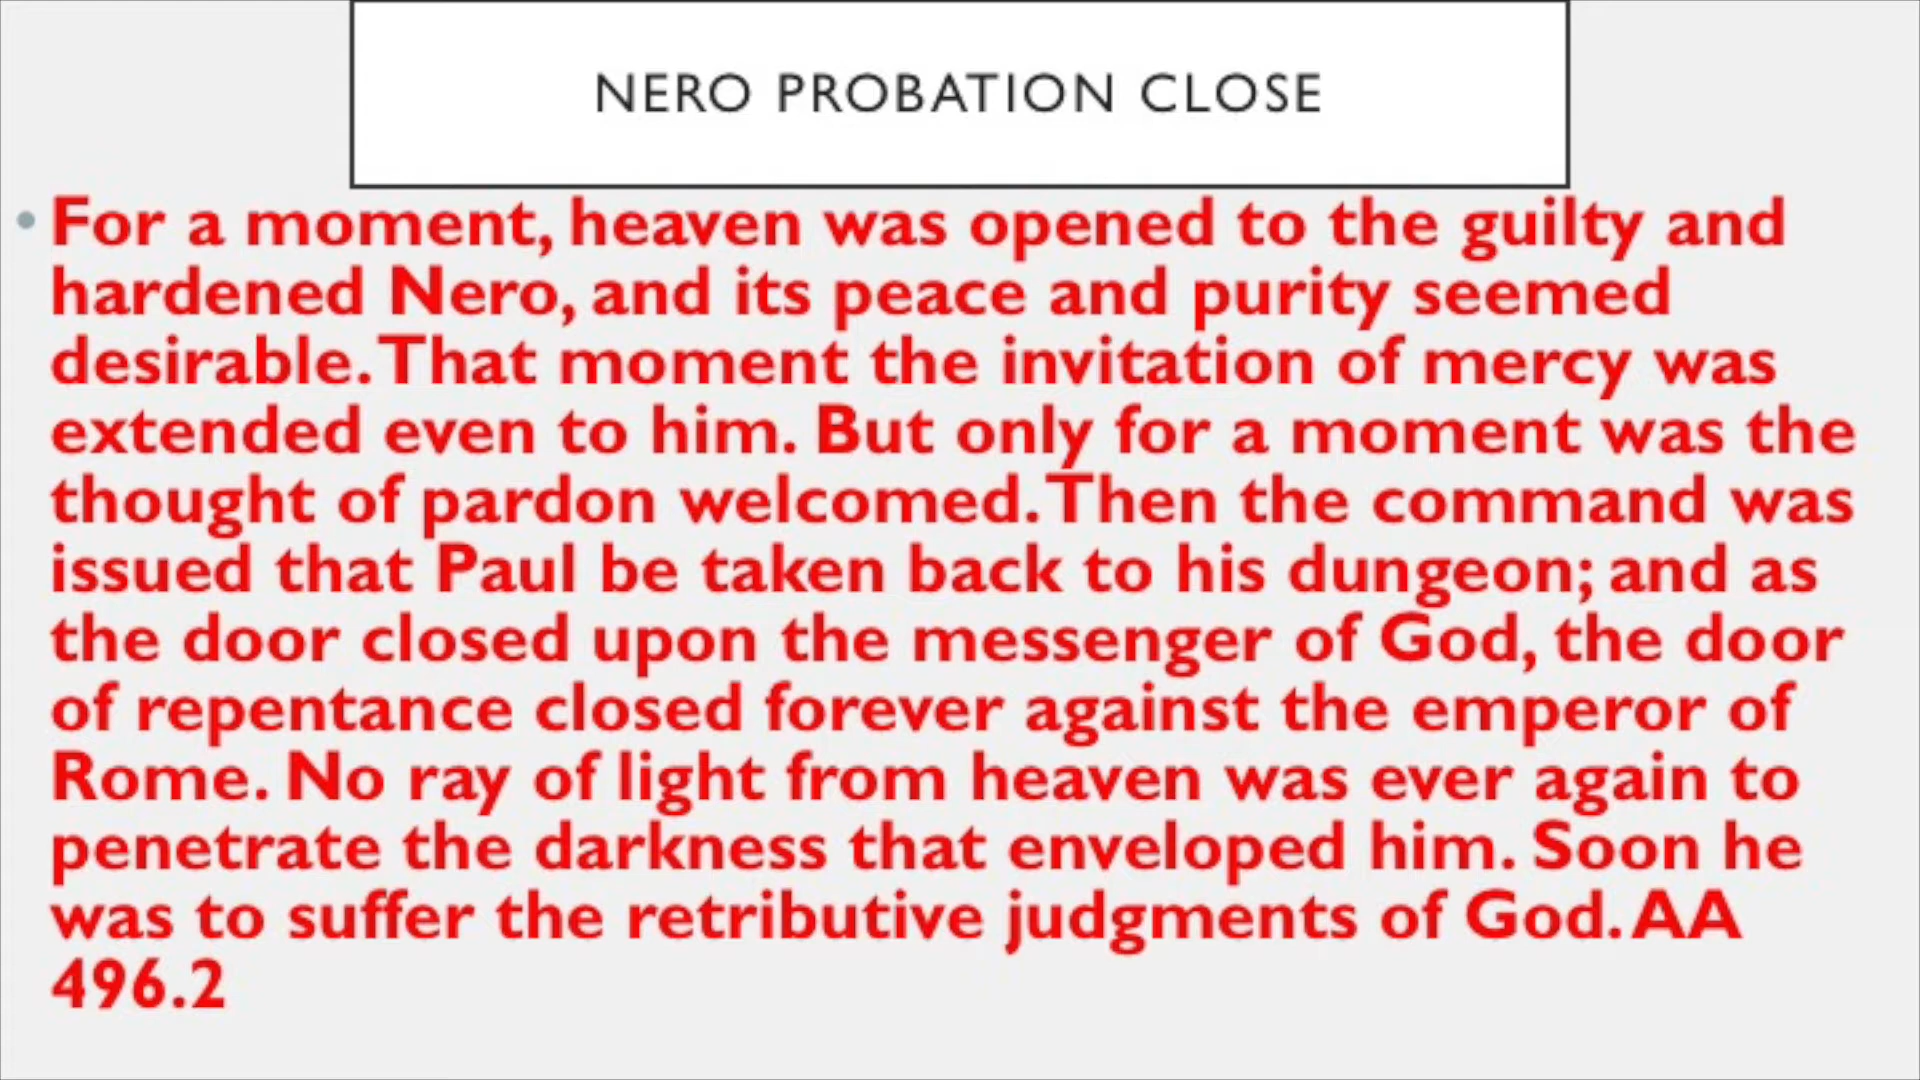 NERO PROBATION CLOSE
• For a moment, heaven was opened to the guilty and
hardened Nero, and its peace and purity seemed
desirable. That moment the invitation of mercy was
extended even to him. But only for a moment was the
thought of pardon welcomed. Then the command was
issued that Paul be taken back to his dungeon; and as
the door closed upon the messenger of God, the door
of repentance closed forever against the emperor of
Rome. No ray of light from heaven was ever again to
penetrate the darkness that enveloped him. Soon he
was to suffer the retributive judgments of God. AA
496.2